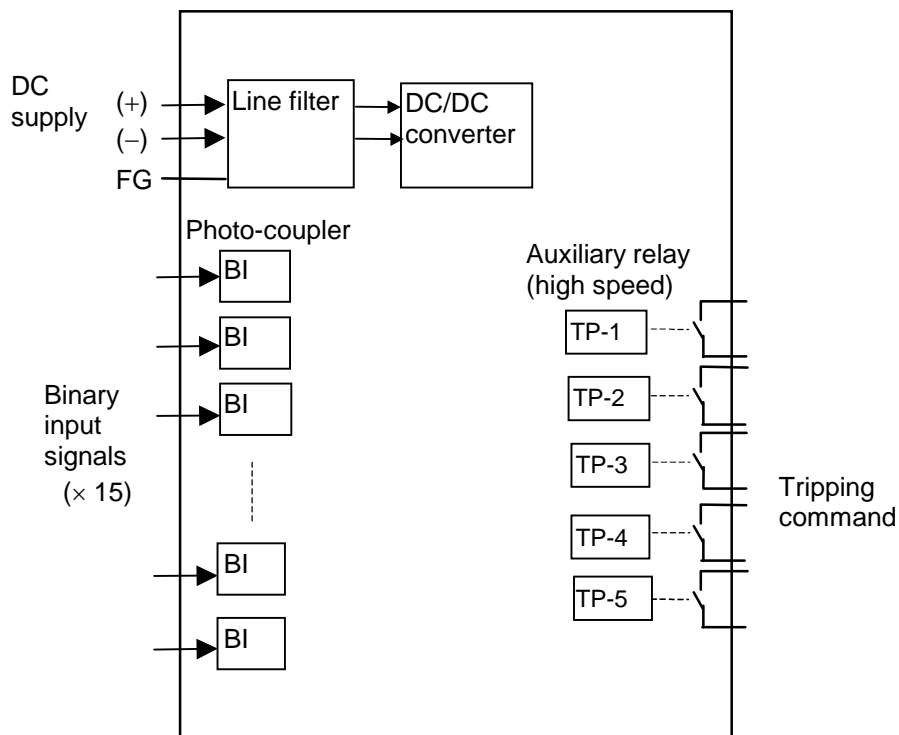 DC
supply
(+)
(−)
FG
Line filter
DC/DC
converter
Photo-coupler
BI
BI
BI
BI
BI
Binary
input
signals
(× 15)
Auxiliary relay
(high speed)
TP-1
TP-2
TP-3
TP-4
TP-5
Tripping
command